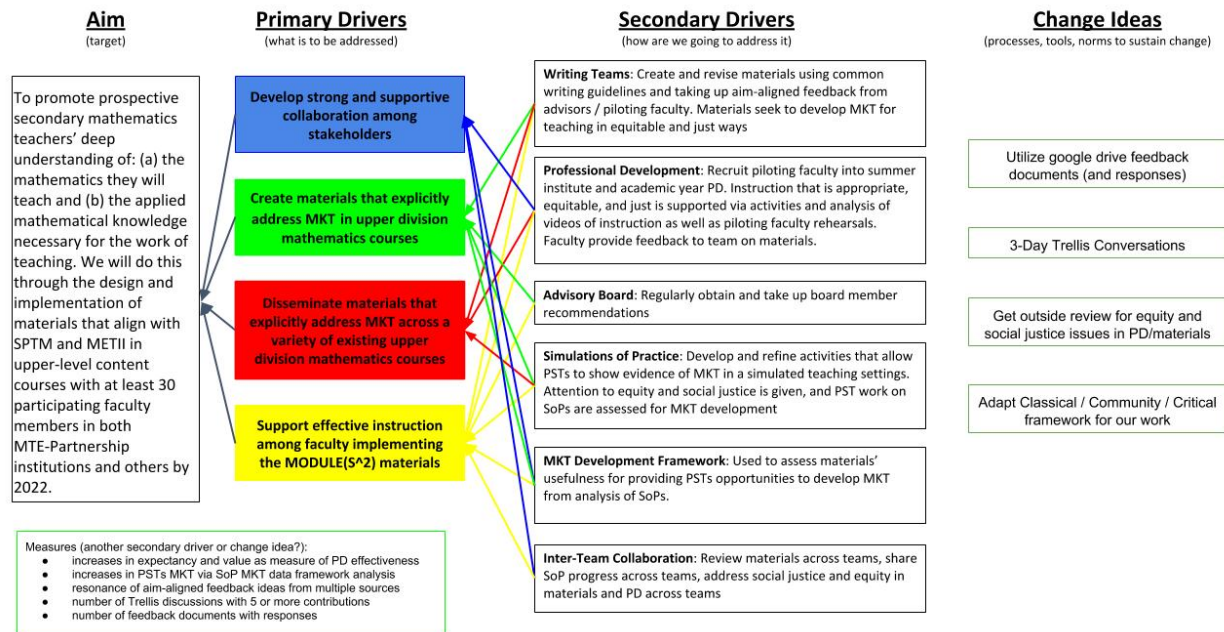 Aim
(target)
To promote prospective
secondary mathematics
teachers’ deep
understanding of: (a) the
mathematics they will
teach and (b) the applied
mathematical knowledge
necessary for the work of
teaching. We will do this
through the design and
implementation of
materials that align with
SPTM and METII in
upper-level content
courses with at least 30
participating faculty
members in both
MTE-Partnership
institutions and others by
2022.
Primary Drivers
(what is to be addressed)
Develop strong and supportive
collaboration among
stakeholders
Create materials that explicitly
address MKT in upper division
mathematics courses
Disseminate materials that
explicitly address MKT across a
variety of existing upper
division mathematics courses
Support effective instruction
among faculty implementing
the MODULE(S^2) materials
Secondary Drivers
(how are we going to address it)
Writing Teams: Create and revise materials using common
writing guidelines and taking up aim-aligned feedback from
advisors / piloting faculty. Materials seek to develop MKT for
teaching in equitable and just ways
Professional Development: Recruit piloting faculty into summer
institute and academic year PD. Instruction that is appropriate,
equitable, and just is supported via activities and analysis of
videos of instruction as well as piloting faculty rehearsals.
Faculty provide feedback to team on materials.
Advisory Board: Regularly obtain and take up board member
recommendations
Simulations of Practice: Develop and refine activities that allow
PSTs to show evidence of MKT in a simulated teaching settings.
Attention to equity and social justice is given, and PST work on
SoPs are assessed for MKT development
MKT Development Framework: Used to assess materials’
usefulness for providing PSTs opportunities to develop MKT
from analysis of SoPs.
Inter-Team Collaboration: Review materials across teams, share
SoP progress across teams, address social justice and equity in
materials and PD across teams
Change Ideas
(processes, tools, norms to sustain change)
Utilize google drive feedback
documents (and responses)
3-Day Trellis Conversations
Get outside review for equity and
social justice issues in PD/materials
Adapt Classical / Community / Critical
framework for our work
Measures (another secondary driver or change idea?):
● increases in expectancy and value as measure of PD effectiveness
● increases in PSTs MKT via SoP MKT data framework analysis
● resonance of aim-aligned feedback ideas from multiple sources
● number of Trellis discussions with 5 or more contributions
● number of feedback documents with responses